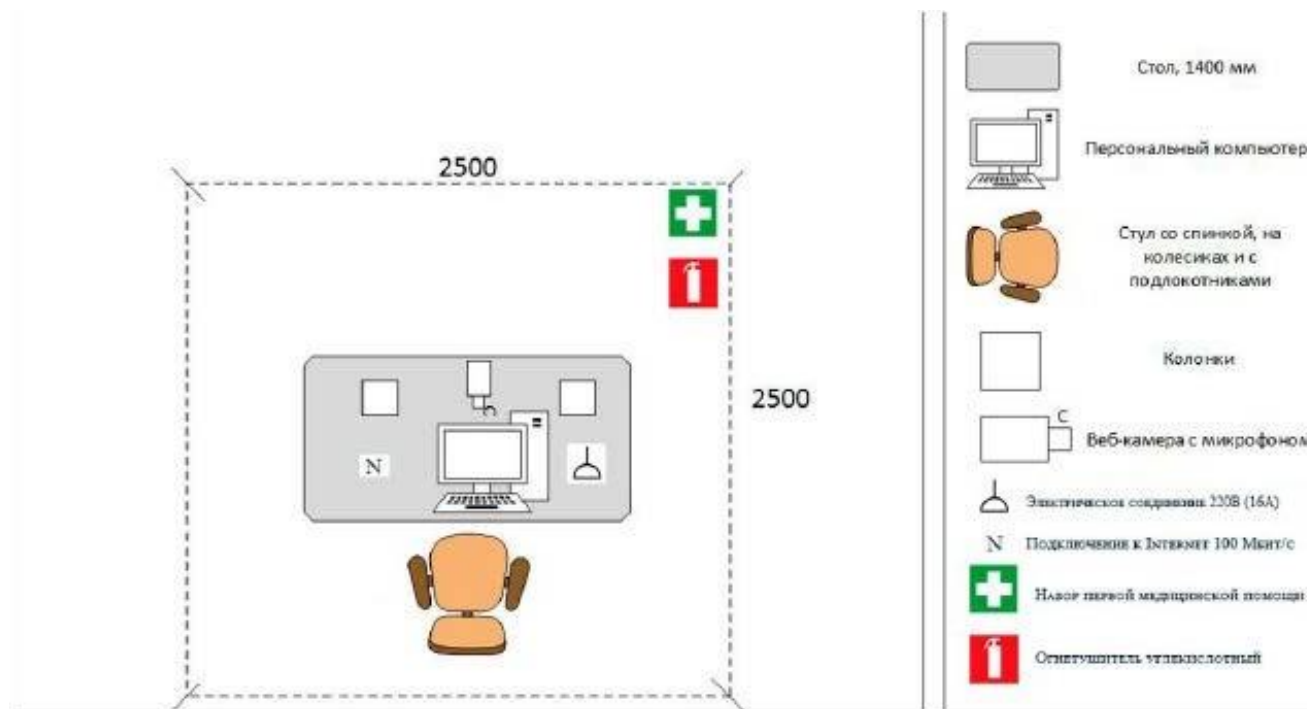 2500
2500
N
Стол, 1400 мм
Персональный компьютер
Стул со спинкой, на
колесиках и с
подлокотниками
Колонки
Веб-камера с микрофоном
Электрическое соединение 220В (16А)
N Подключение к Internet 100 Мбит/с
Набор первой медицинской помощи
Огнетушитель углекислотный